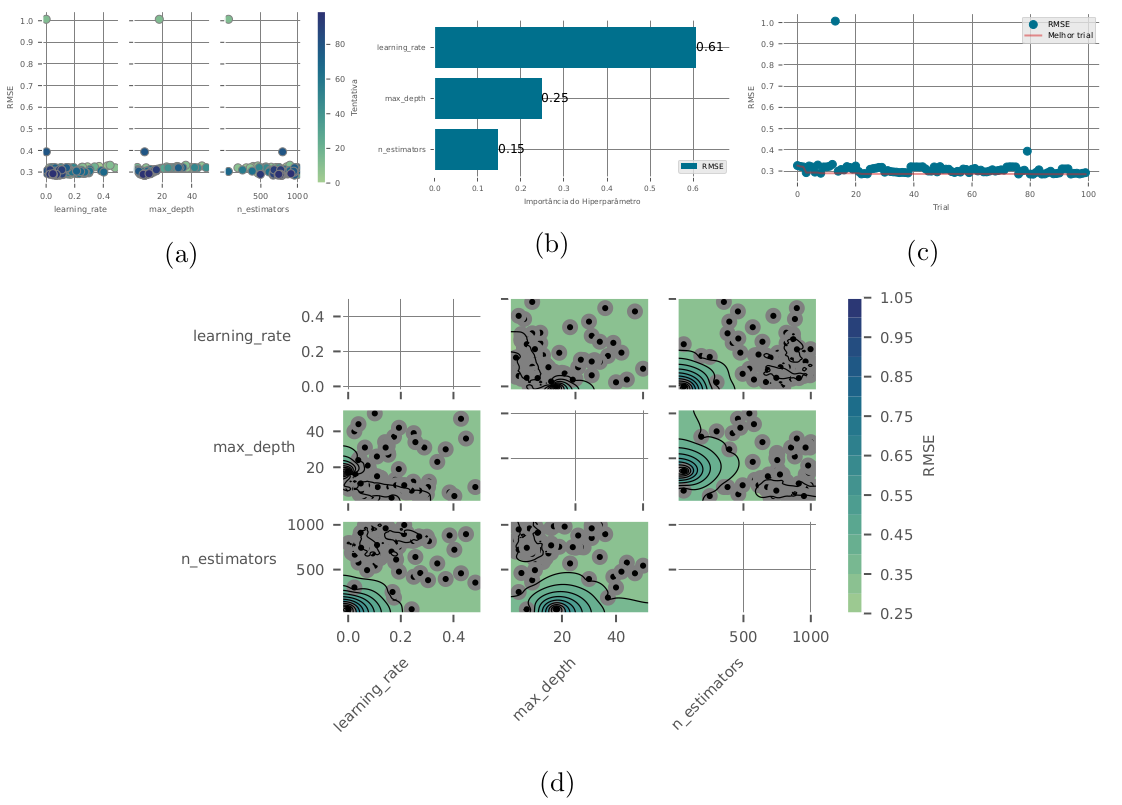 1.0
0.9
0.8
0.7
0.6
0.5
0.4
0.3
RMSE
0.0 0.2 0.4
learning_rate
20 40
max_depth
500 1000
n_estimators
80
60
40
20
0
Tentativa
(a)
learning_rate
max_depth
n_estimators
0.61
0.25
0.15
RMSE
0.0 0.1 0.2 0.3 0.4 0.5 0.6
Importância do Hiperparâmetro
(b)
1.0
0.9
0.8
0.7
0.6
0.5
0.4
0.3
RMSE
RMSE
Melhor trial
0 20 40 60 80 100
Trial
(c)
learning_rate
0.4
0.2
0.0
max_depth
40
20
n_estimators
1000
500
0.0 0.2 0.4
learning_rate
20 40
max_depth
500 1000
n_estimators
1.05
0.95
0.85
0.75
0.65
0.55
0.45
0.35
0.25
RMSE
(d)